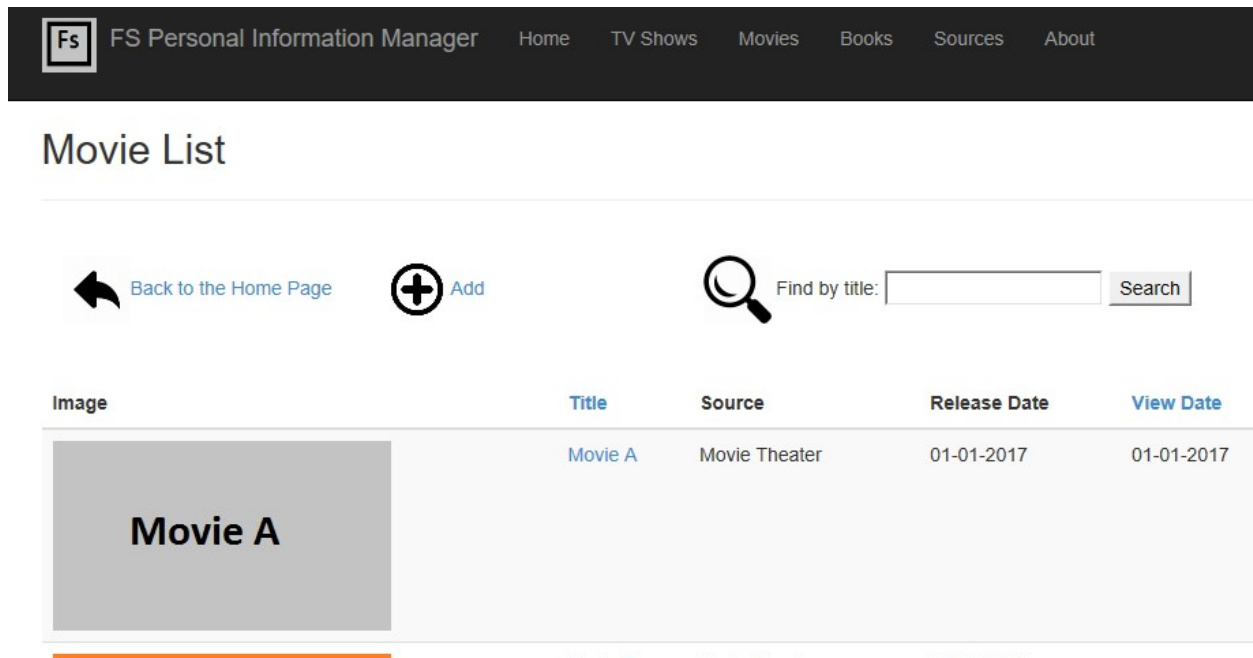 Fs FS Personal Information Manager Home TV Shows Movies Books Sources About
Movie List
Back to the Home Page Add Find by title: Search
Image Title Source Release Date View Date
Movie A Movie Theater 01-01-2017 01-01-2017
Movie A